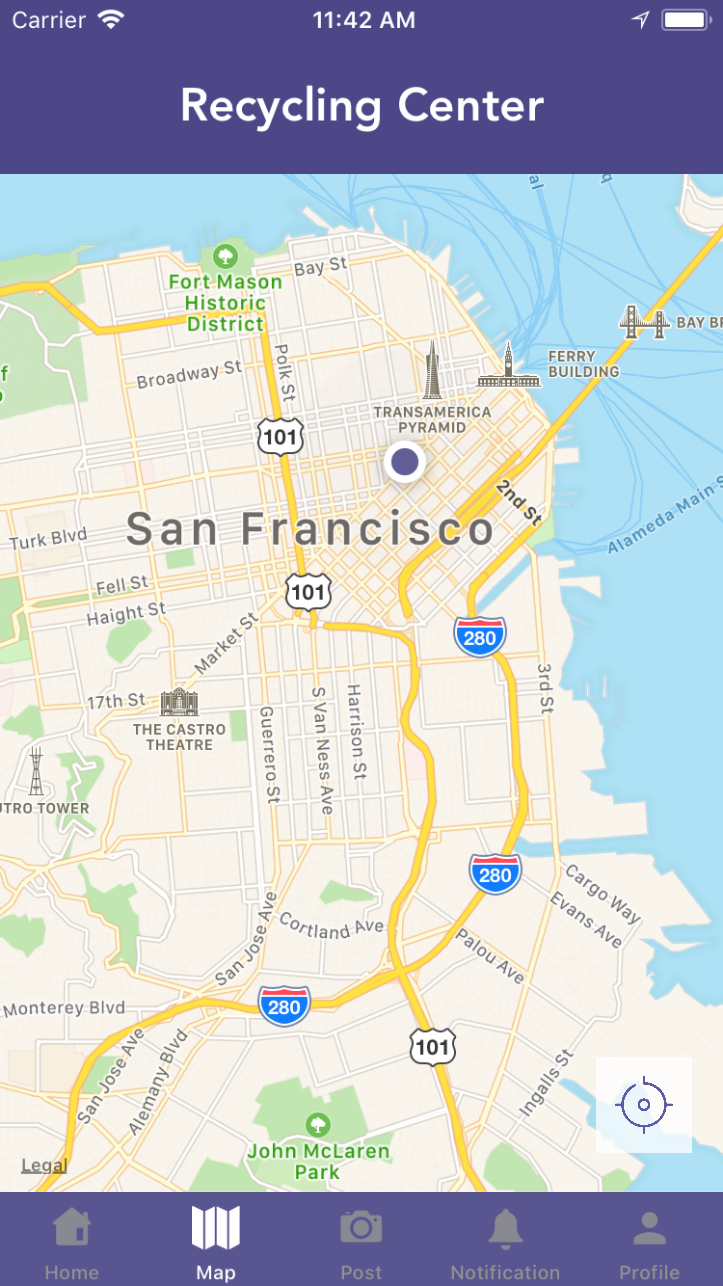 Carrier 11:42 AM
Recycling Center
Bay St
Fort Mason
Historic
District
BAY
FERRY
BUILDING
Broadway St
Polk St
TRANSAMERICA
PYRAMID
101
2nd St
San Francisco
Turk Blvd
Alameda Main
Fell St
101
Haight St
Market St
280
17th St
3rd St
THE CASTRO
THEATRE
Guerrero St
S Van Ness Ave
Harrison St
UTRO TOWER
280
Cargo Way
Evans Ave
Cortland Ave
San Jose Ave
Palou Ave
280
Monterey Blvd
101
San Jose Ave
Alemany Blvd
Ingalls St
John McLaren
Park
Legal
Home Map Post Notification Profile